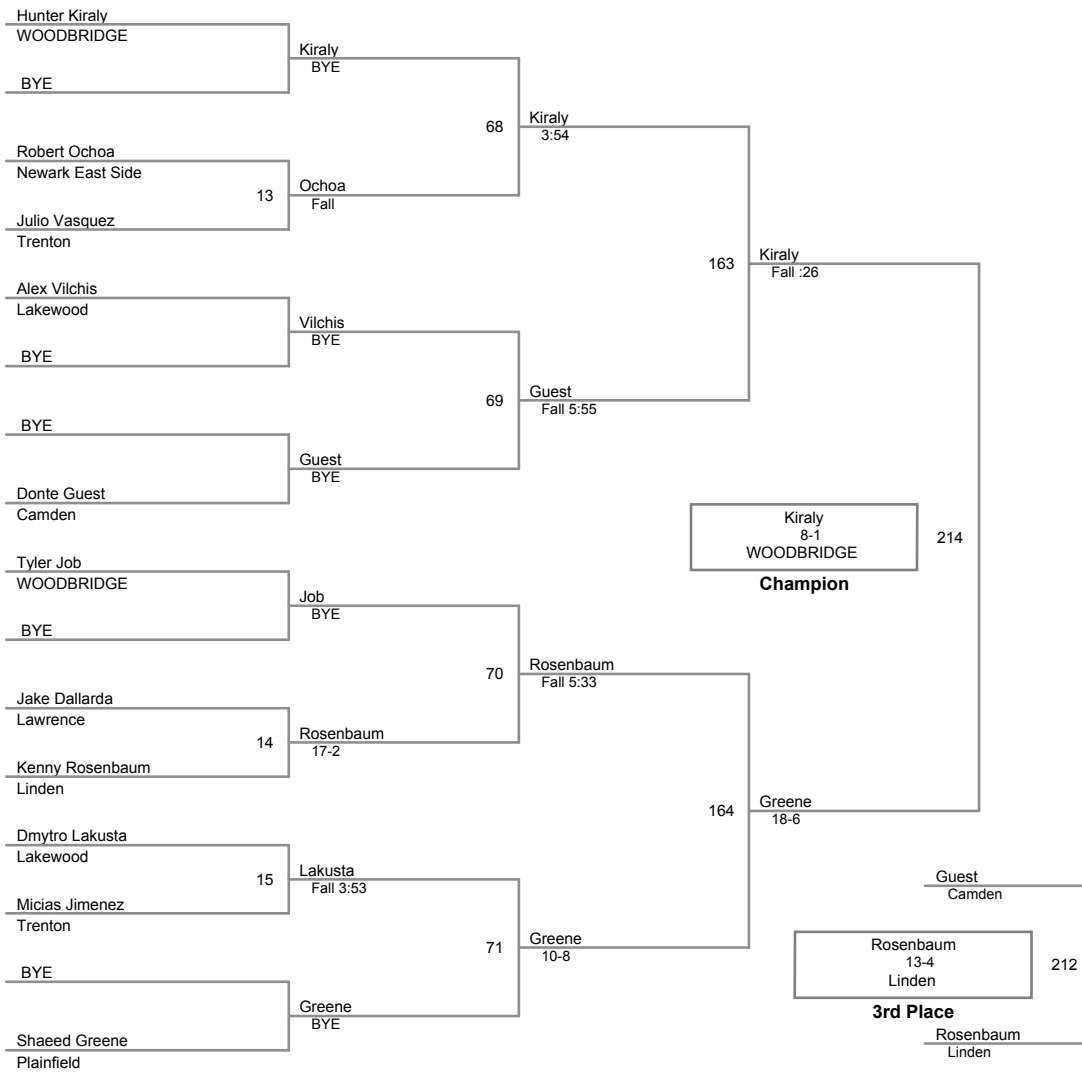 Hunter Kiraly
WOODBRIDGE
Kiraly
BYE
BYE
68
Kiraly
3:54
Robert Ochoa
Newark East Side
13
Ochoa
Fall
Julio Vasquez
Trenton
163
Kiraly
Fall :26
Alex Vilchis
Lakewood
Vilchis
BYE
BYE
69
Guest
Fall 5:55
BYE
Guest
BYE
Donte Guest
Camden
Kiraly
8-1
WOODBRIDGE
214
Champion
Tyler Job
WOODBRIDGE
Job
BYE
BYE
70
Rosenbaum
Fall 5:33
Jake Dallarda
Lawrence
14
Rosenbaum
17-2
Kenny Rosenbaum
Linden
164
Greene
18-6
Dmytro Lakusta
Lakewood
15
Lakusta
Fall 3:53
Micias Jimenez
Trenton
Guest
Camden
71
Greene
10-8
BYE
Greene
BYE
Shaeed Greene
Plainfield
Rosenbaum
13-4
Linden
212
3rd Place
Rosenbaum
Linden